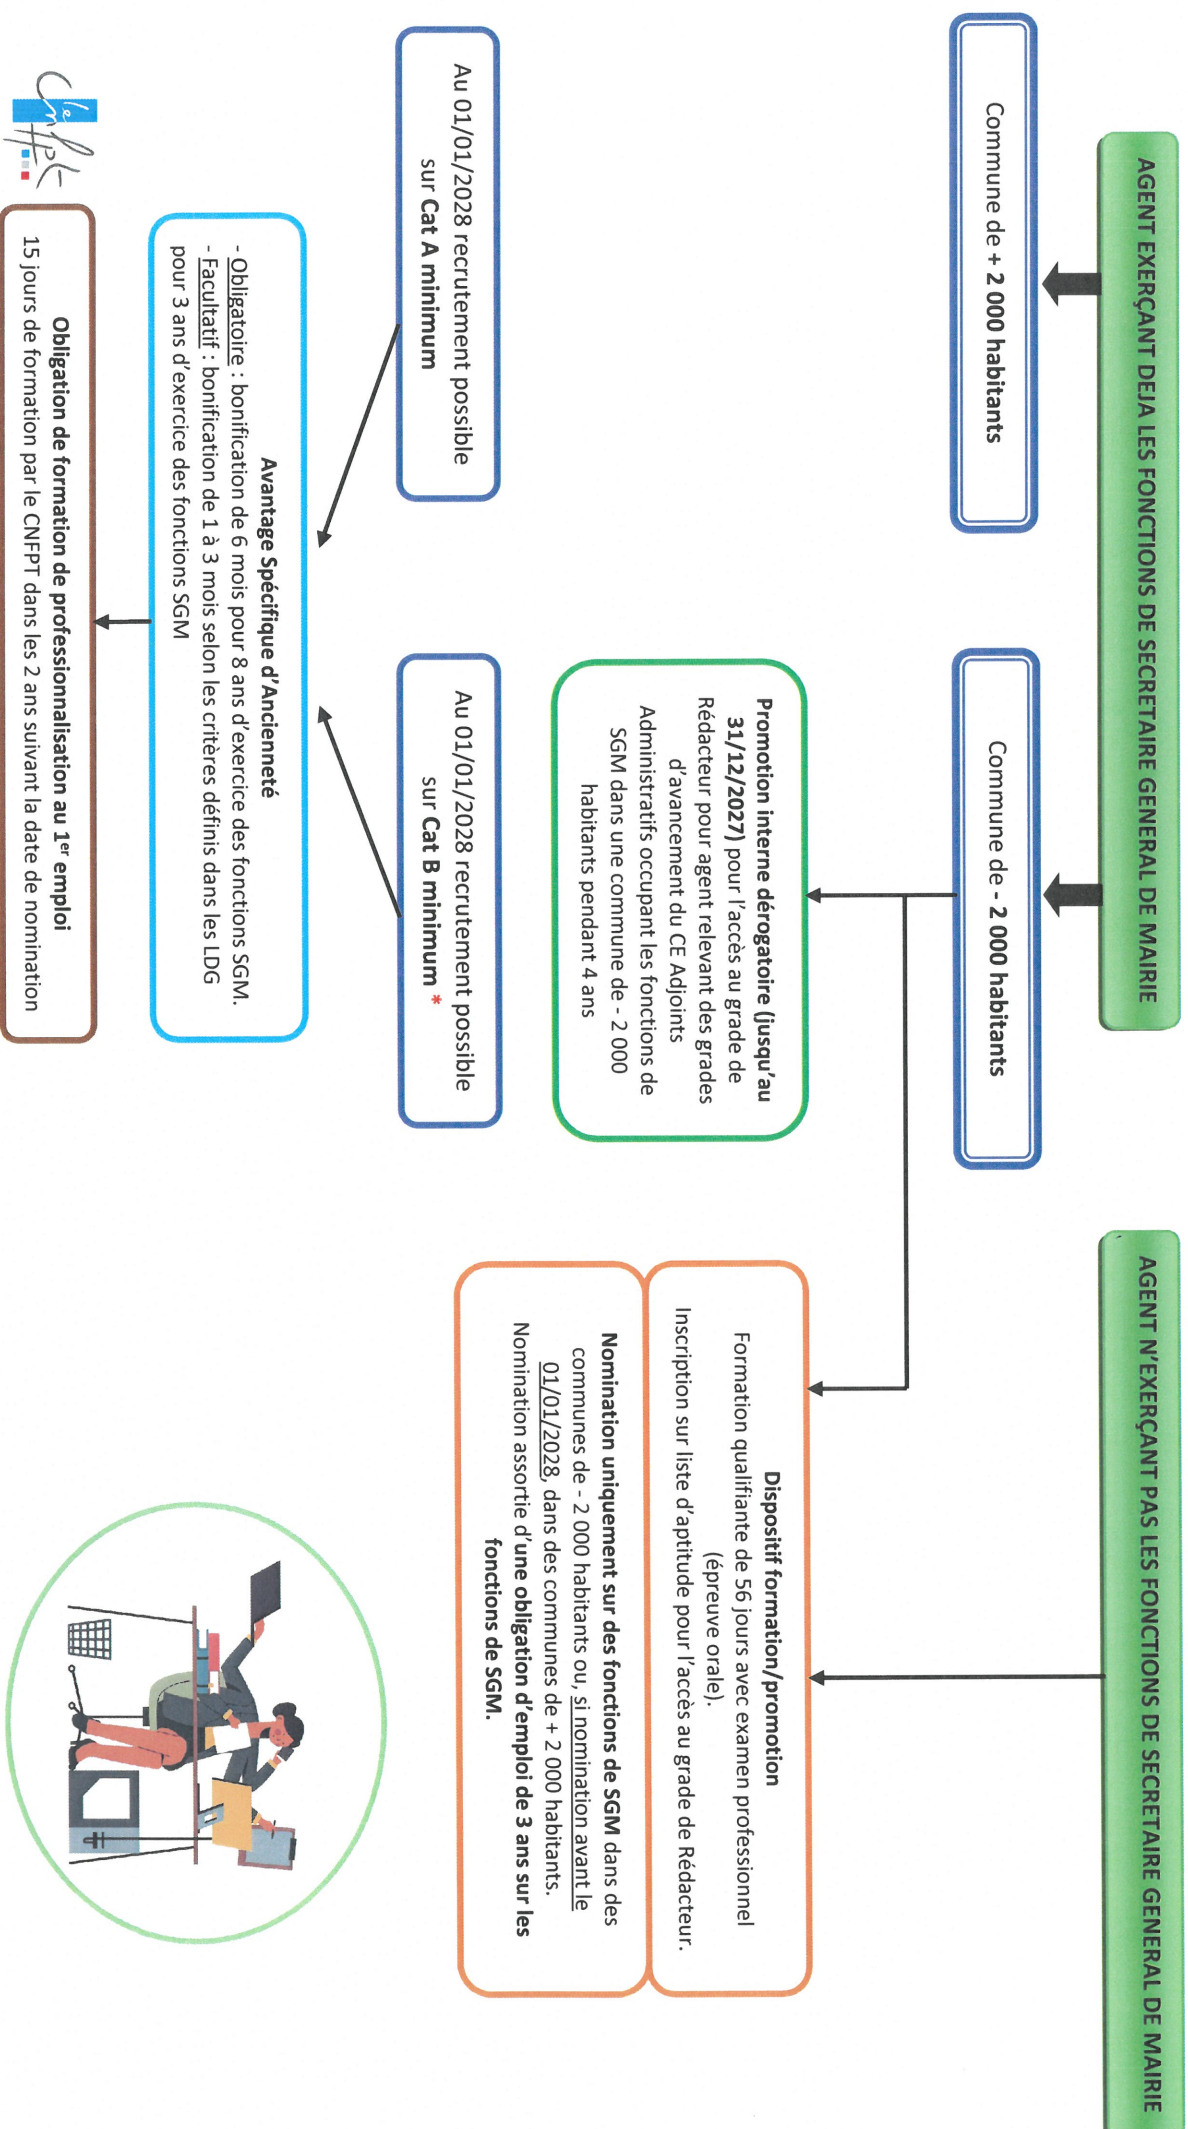 AGENT EXERÇANT DEJA LES FONCTIONS DE SECRETAIRE GENERAL DE MAIRIE
Commune de + 2 000 habitants
Commune de - 2 000 habitants
Promotion interne dérogatoire (jusqu'au
31/12/2027) pour l'accès au grade de
Rédacteur pour agent relevant des grades
d'avancement du CE Adjoints
Administratifs occupant les fonctions de
SGM dans une commune de - 2 000
habitants pendant 4 ans
Au 01/01/2028 recrutement possible
sur Cat A minimum
Au 01/01/2028 recrutement possible
sur Cat B minimum *
Avantage Spécifique d'Ancienneté
- Obligatoire : bonification de 6 mois pour 8 ans d'exercice des fonctions SGM.
- Facultatif : bonification de 1 à 3 mois selon les critères définis dans les LDG
pour 3 ans d'exercice des fonctions SGM
Obligation de formation de professionnalisation au 1er emploi
15 jours de formation par le CNFPT dans les 2 ans suivant la date de nomination
AGENT N'EXERÇANT PAS LES FONCTIONS DE SECRETAIRE GENERAL DE MAIRIE
Dispositif formation/promotion
Formation qualifiante de 56 jours avec examen professionnel
(épreuve orale).
Inscription sur liste d'aptitude pour l'accès au grade de Rédacteur.
Nomination uniquement sur des fonctions de SGM dans des
communes de - 2 000 habitants ou, si nomination avant le
01/01/2028, dans des communes de + 2 000 habitants.
Nomination assortie d'une obligation d'emploi de 3 ans sur les
fonctions de SGM.